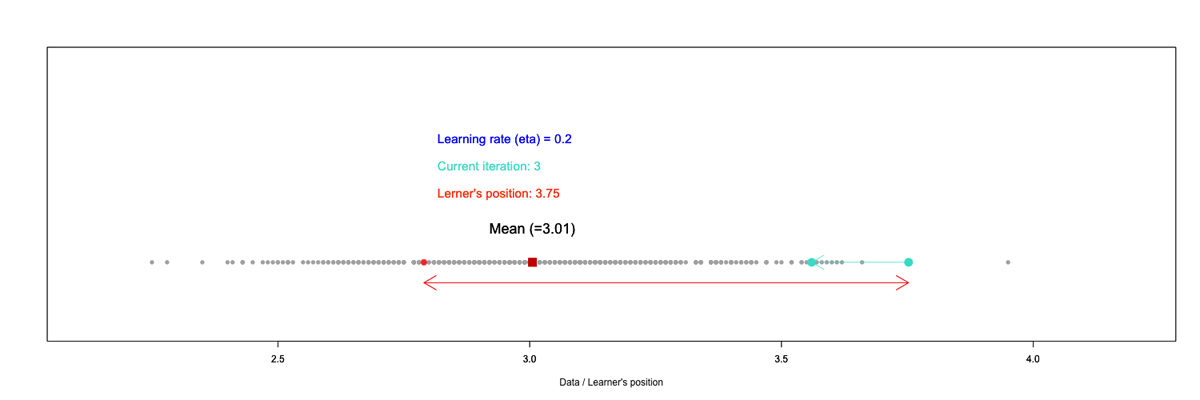 Learning rate (eta) = 0.2
Current iteration: 3
Lerner's position: 3.75
Mean (=3.01)
2.5 3.0 3.5 4.0
Data / Learner's position